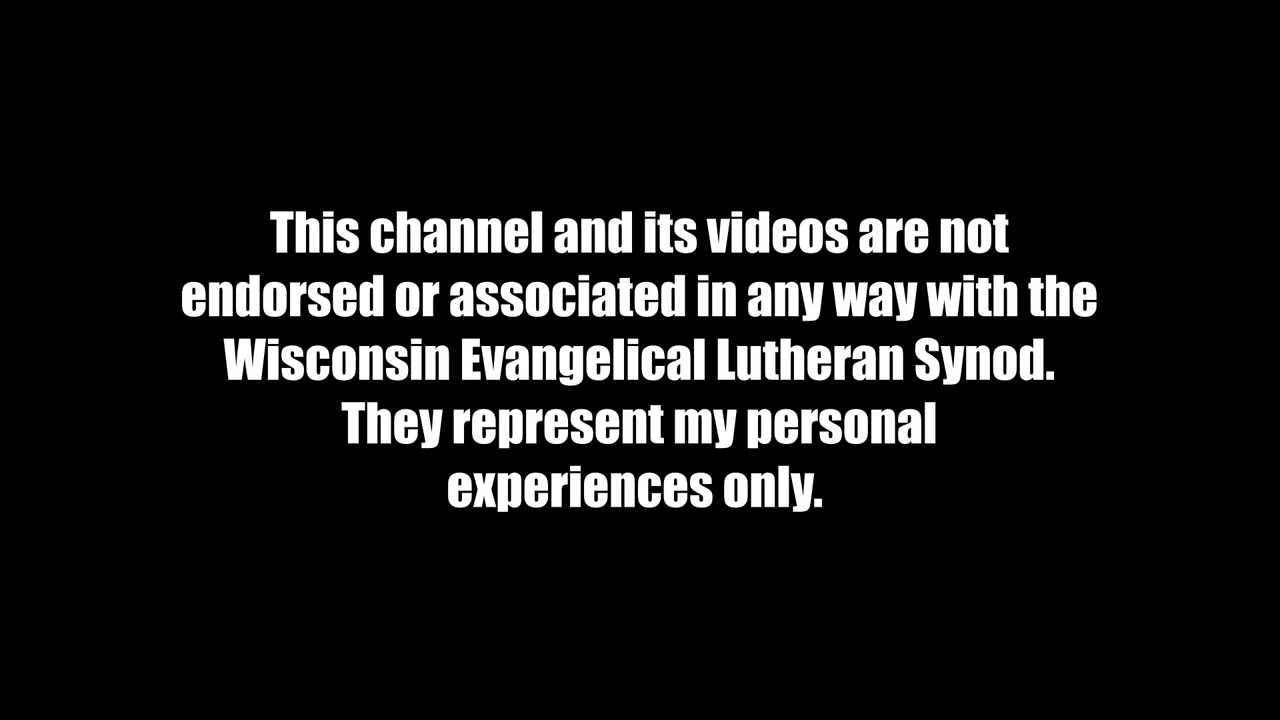 This channel and its videos are not
endorsed or associated in any way with the
Wisconsin Evangelical Lutheran Synod.
They represent my personal
experiences only.